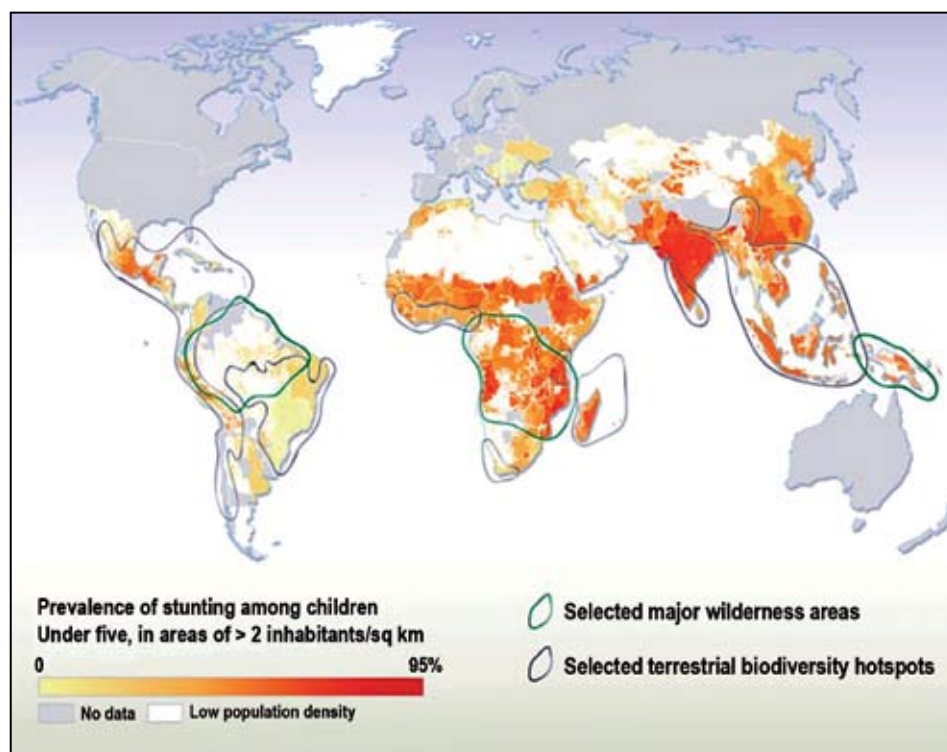 Prevalence of stunting among children
Under five, in areas of > 2 inhabitants/sq km
0 95%
No data Low population density
Selected major wilderness areas
Selected terrestrial biodiversity hotspots